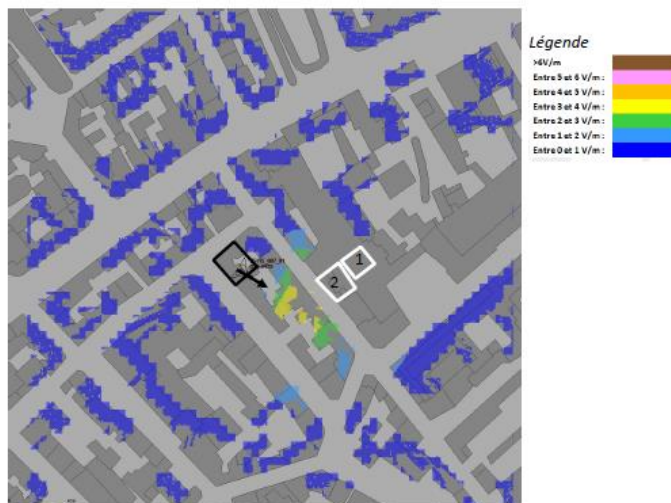 Légende
>6V/m
Entre 5 et 6 V/m :
Entre 4 et 5 V/m :
Entre 3 et 4 V/m :
Entre 2 et 3 V/m :
Entre 1 et 2 V/m :
Entre 0 et 1 V/m :
1
2